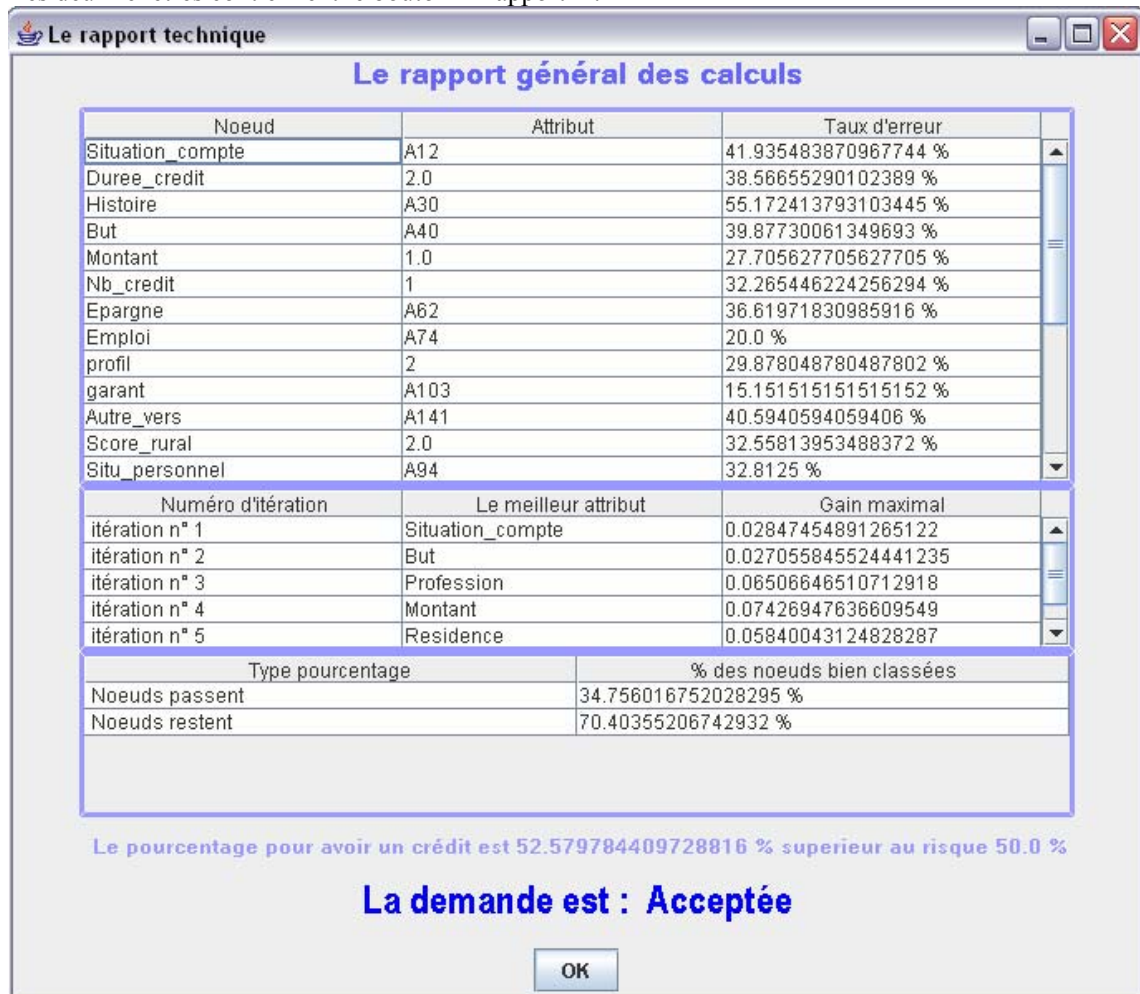 Le rapport technique
Le rapport général des calculs
Noeud Attribut Taux d'erreur
Situation_compte A12 41.935483870967744 %
Duree_credit 2.0 38.56655290102389 %
Histoire A30 55.172413793103445 %
But A40 39.87730061349693 %
Montant 1.0 27.705627705627705 %
Nb_credit 1 32.265446224256294 %
Epargne A62 36.61971830985916 %
Emploi A74 20.0 %
profil 2 29.878048780487802 %
garant A103 15.151515151515152 %
Autre_vers A141 40.5940594059406 %
Score_rural 2.0 32.55813953488372 %
Situ_personnel A94 32.8125 %
Numéro d'itération Le meilleur attribut Gain maximal
itération n° 1 Situation_compte 0.02847454891265122
itération n° 2 But 0.027055845524441235
itération n° 3 Profession 0.06506646510712918
itération n° 4 Montant 0.07426947636609549
itération n° 5 Residence 0.05840043124828287
Type pourcentage % des noeuds bien classées
Noeuds passent 34.756016752028295 %
Noeuds restent 70.40355206742932 %
Le pourcentage pour avoir un crédit est 52.579784409728816 % superieur au risque 50.0 %
La demande est : Acceptée
OK